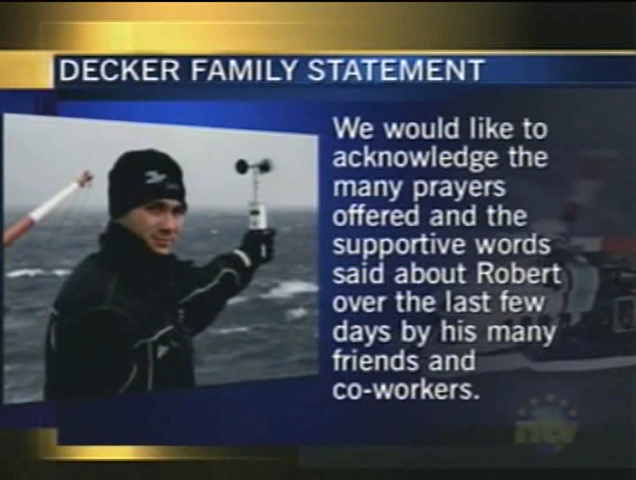 DECKER FAMILY STATEMENT
We would like to
acknowledge the
many prayers
offered and the
supportive words
said about Robert
over the last few
days by his many
friends and
co-workers.
ntv